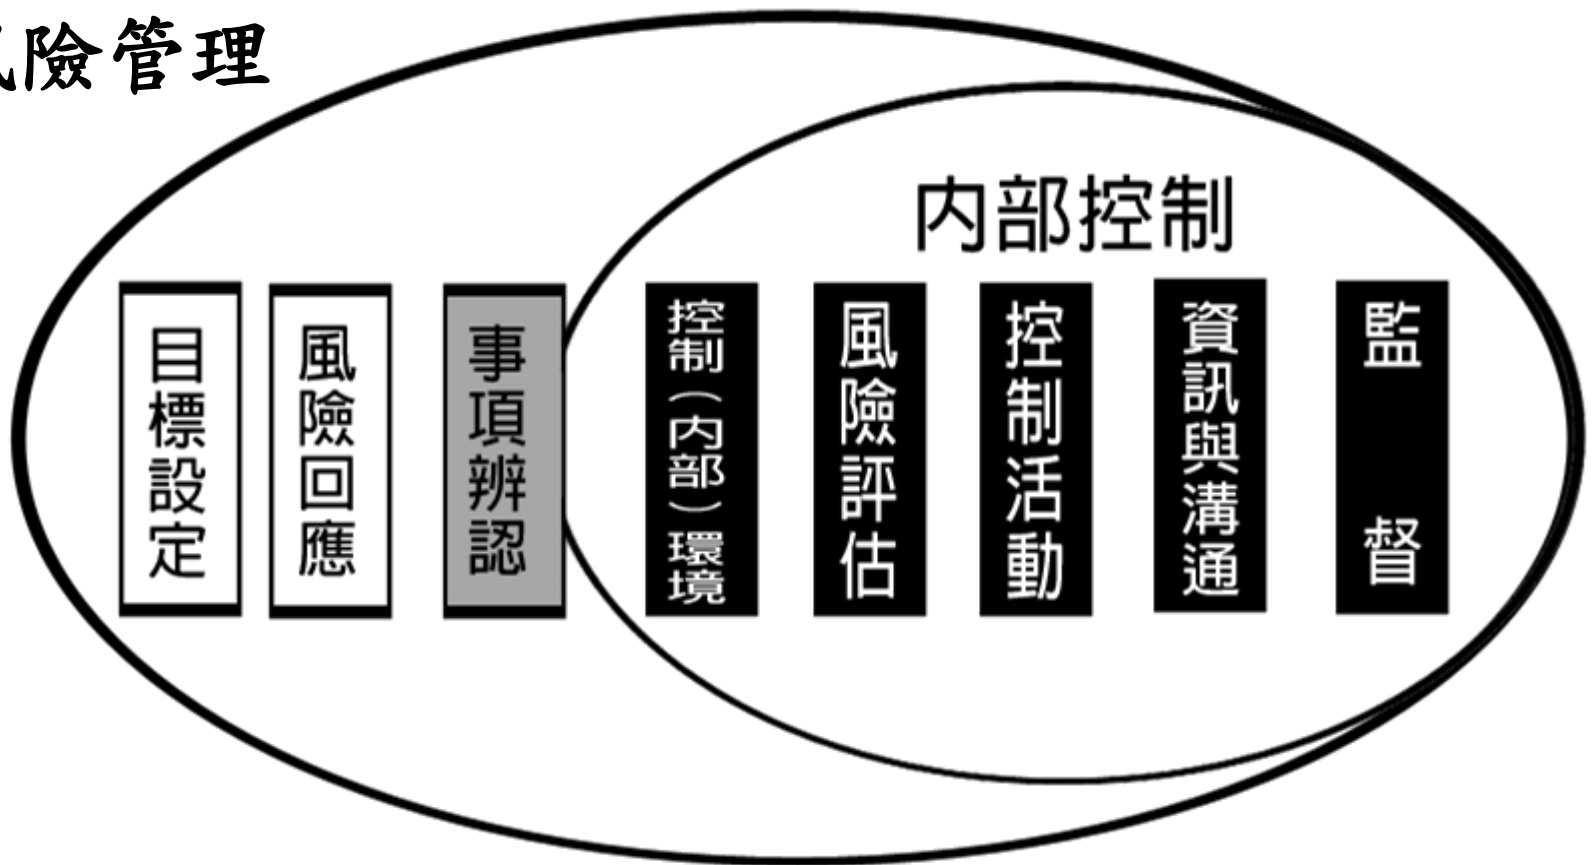 險管理
內部控制
目標設定
風險回應
事項辨認
控制（內部）環境
風險評估
控制活動
資訊與溝通
監督